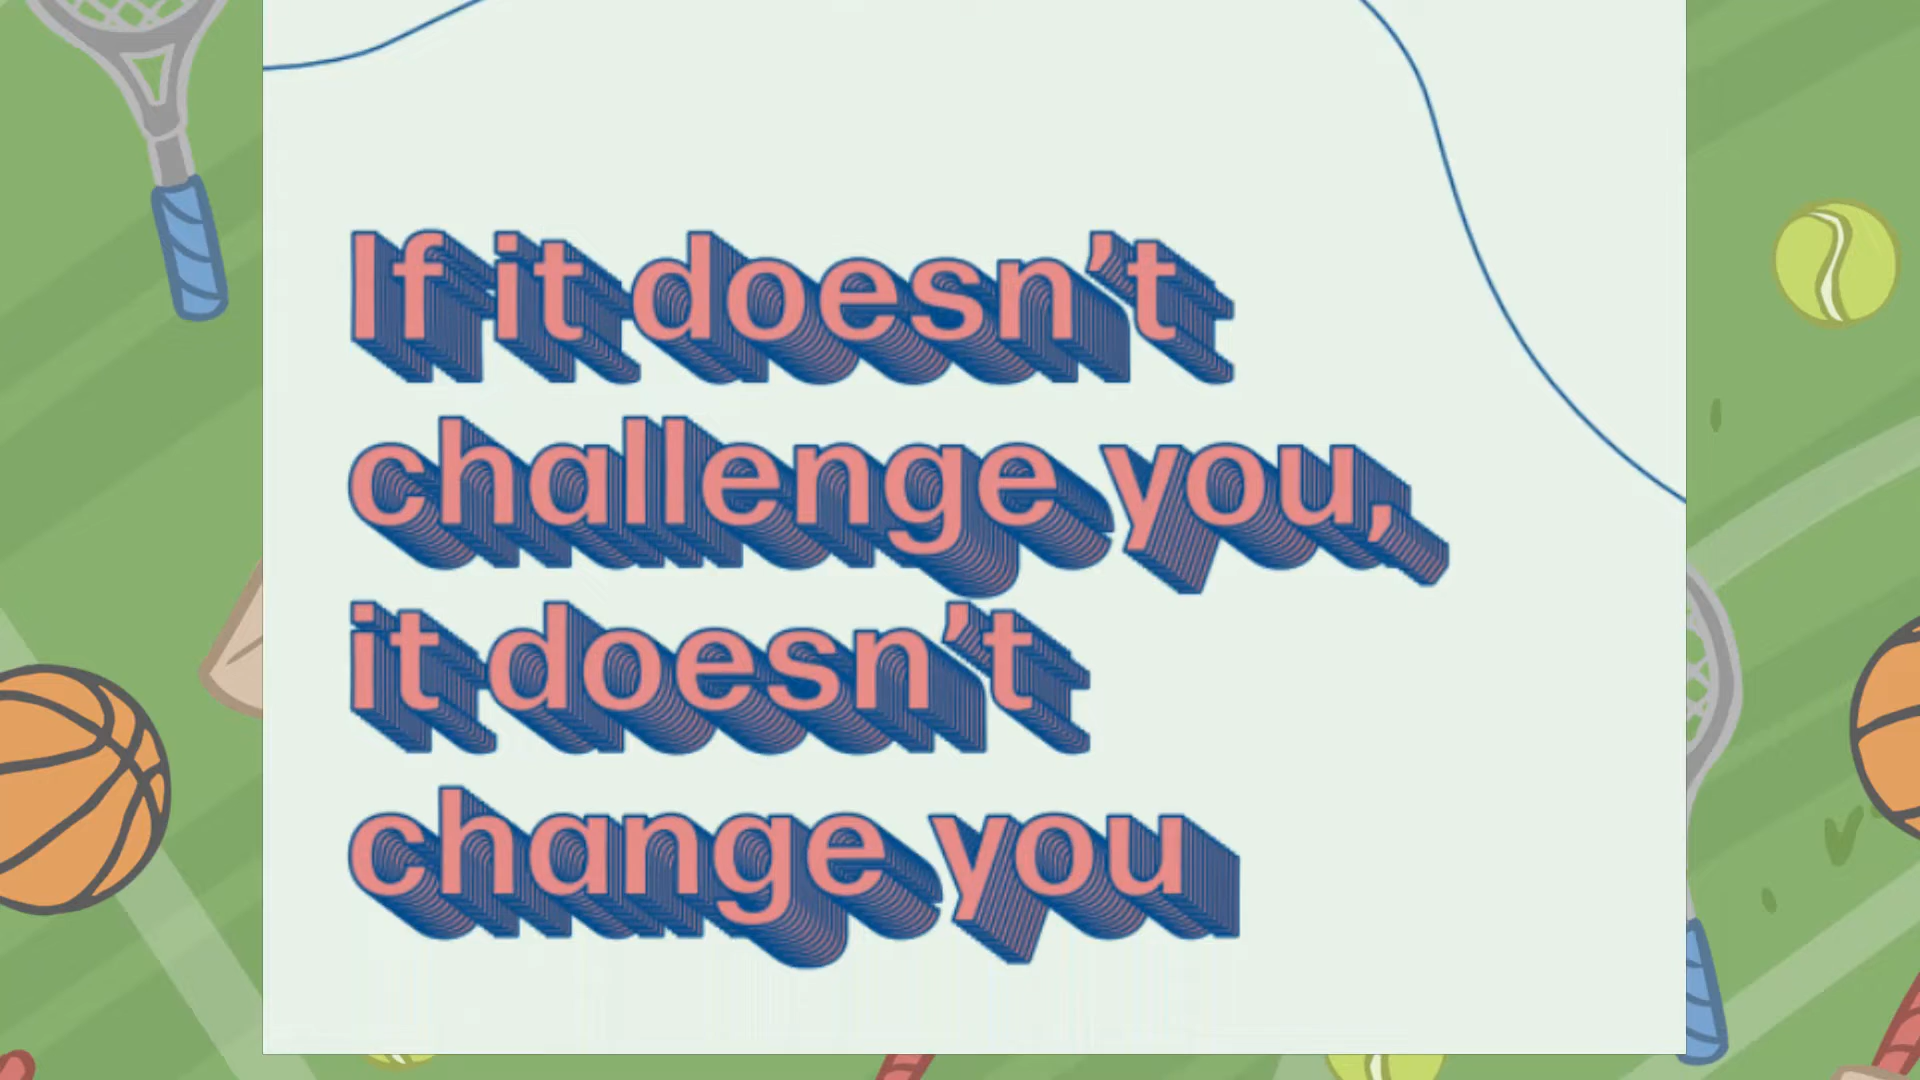 If it doesn’t
challenge you,
it doesn’t
change you